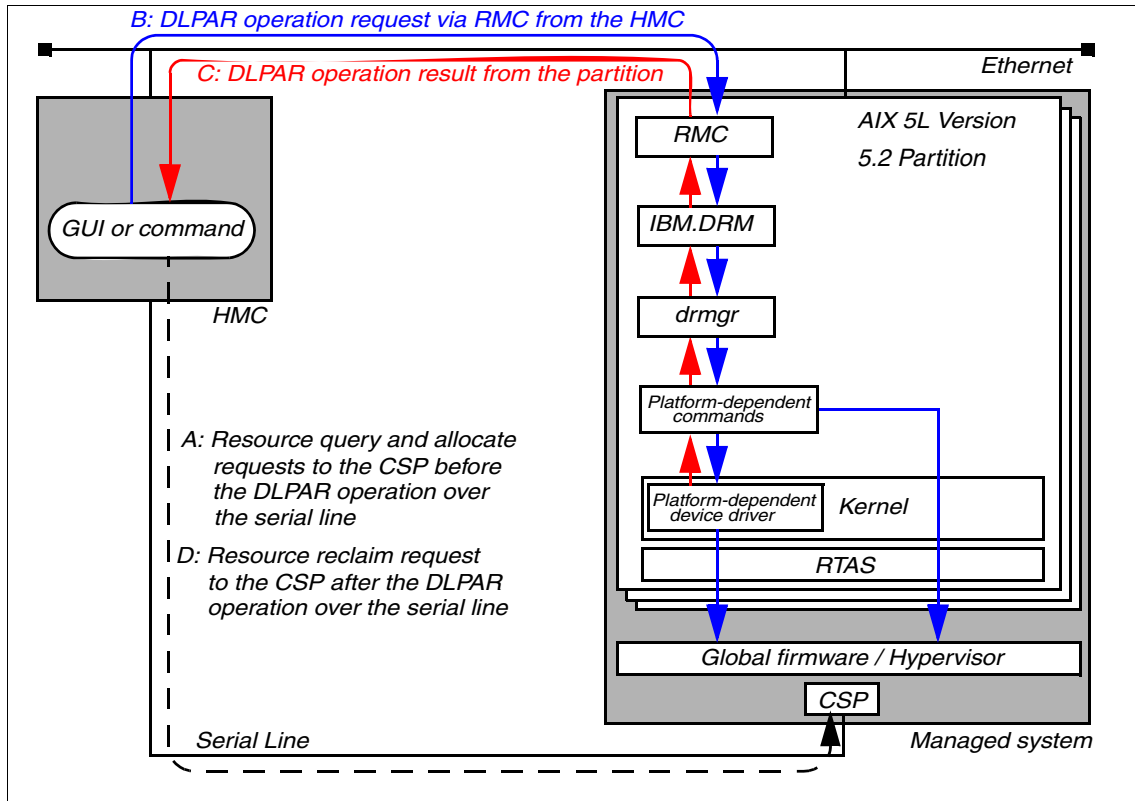 B: DLPAR operation request via RMC from the HMC
Ethernet
C: DLPAR operation result from the partition
AIX 5L Version
5.2 Partition
RMC
GUI or command
IBM.DRM
HMC
drmgr
Platform-dependent
commands
A: Resource query and allocate
requests to the CSP before
the DLPAR operation over
the serial line
Platform-dependent
device driver
Kernel
D: Resource reclaim request
to the CSP after the DLPAR
operation over the serial line
RTAS
Global firmware / Hypervisor
CSP
Serial Line
Managed system